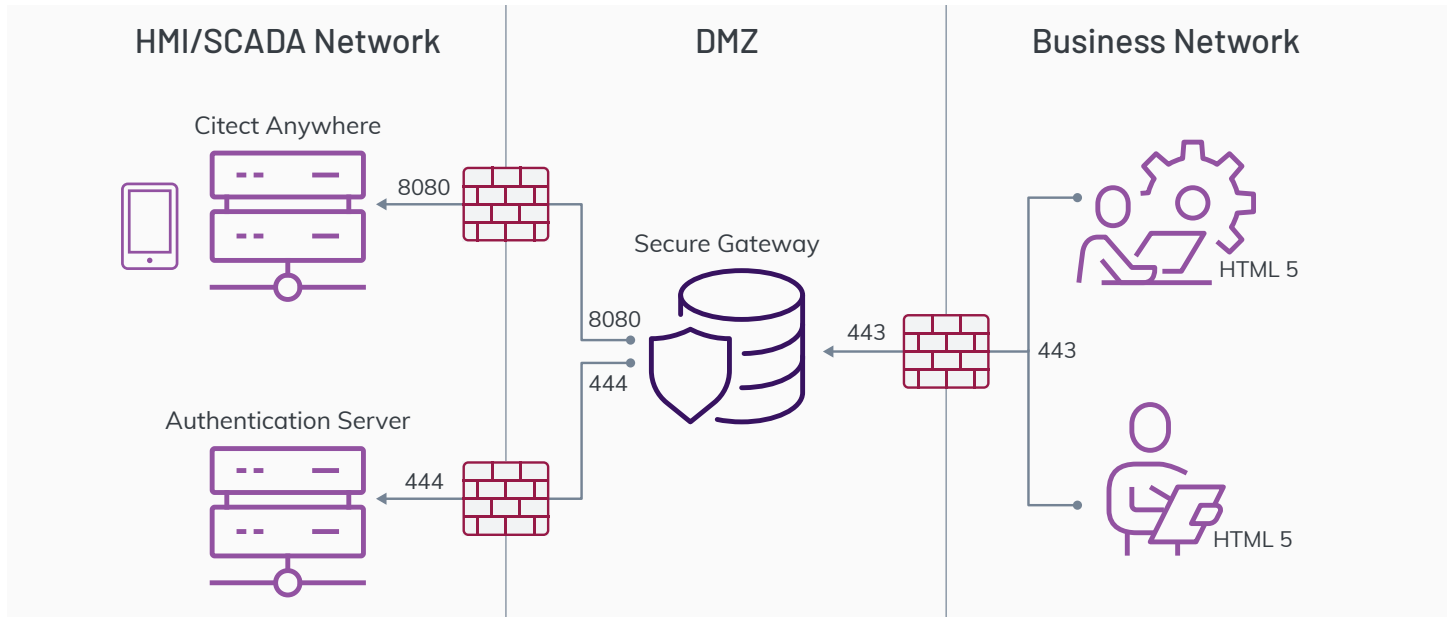 HMI/SCADA Network
DMZ
Business Network
Citect Anywhere
8080
Secure Gateway
HTML 5
8080
443
443
444
Authentication Server
444
HTML 5